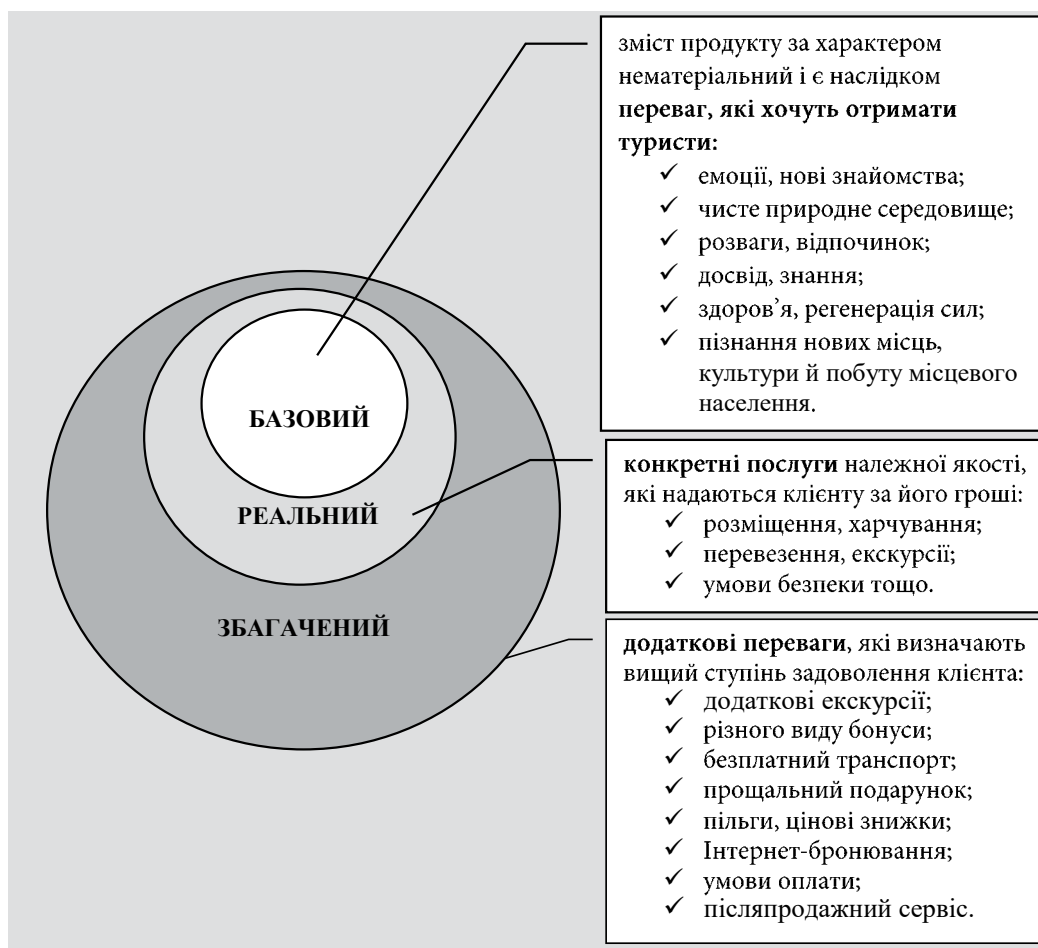 зміст продукту за характером
нематеріальний і є наслідком
переваг, які хочуть отримати
туристи:
✓ емоції, нові знайомства;
✓ чисте природне середовище;
✓ розваги, відпочинок;
✓ досвід, знання;
✓ здоров’я, регенерація сил;
✓ пізнання нових місць,
культури й побуту місцевого
населення.
БАЗОВИЙ
конкретні послуги належної якості,
які надаються клієнту за його гроші:
✓ розміщення, харчування;
✓ перевезення, екскурсії;
✓ умови безпеки тощо.
РЕАЛЬНИЙ
ЗБАГАЧЕНИЙ
додаткові переваги, які визначають
вищий ступінь задоволення клієнта:
✓ додаткові екскурсії;
✓ різного виду бонуси;
✓ безплатний транспорт;
✓ прощальний подарунок;
✓ пільги, цінові знижки;
✓ Інтернет-бронювання;
✓ умови оплати;
✓ післяпродажний сервіс.